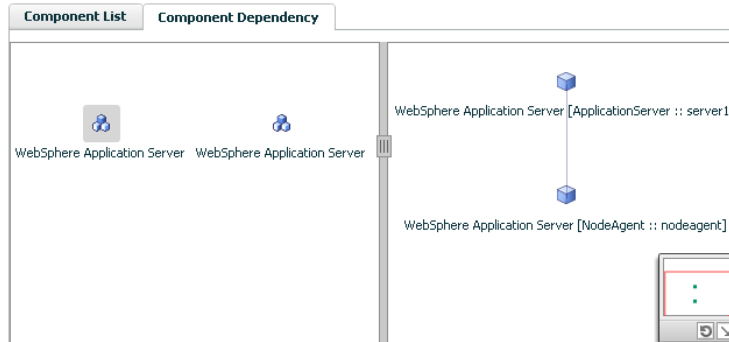 Component List
Component Dependency
WebSphere Application Server
WebSphere Application Server
WebSphere Application Server [ApplicationServer :: server1
WebSphere Application Server [NodeAgent :: nodeagent]